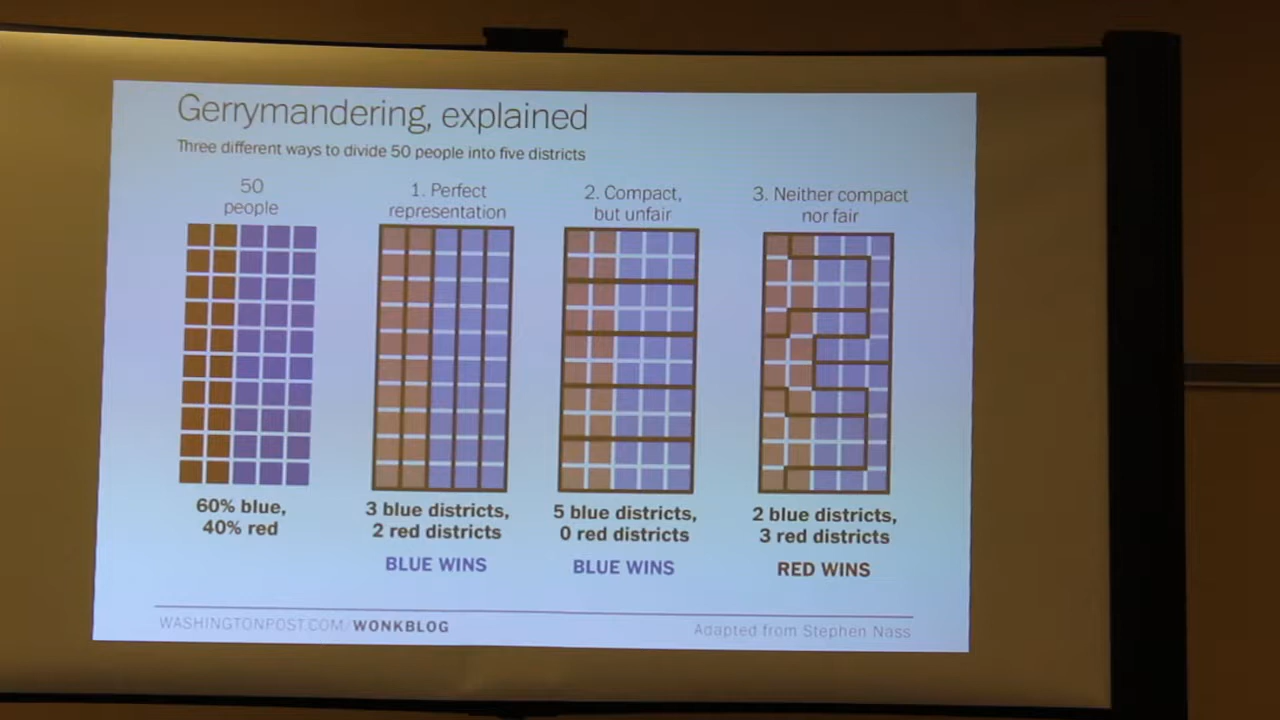 Gerrymandering, explained
Three different ways to divide 50 people into five districts
50
people
1. Perfect
representation
2. Compact,
but unfair
3. Neither compact
nor fair
60% blue,
40% red
3 blue districts,
2 red districts
BLUE WINS
5 blue districts,
0 red districts
BLUE WINS
2 blue districts,
3 red districts
RED WINS
WASHINGTONPOST.COM/WONKBLOG
Adapted from Stephen Nass